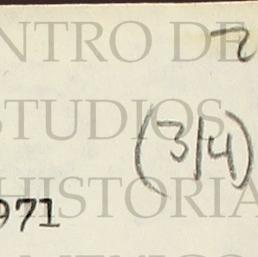 NTRO DE
2
STUDIOS
(3/4)
HISTORIA
971